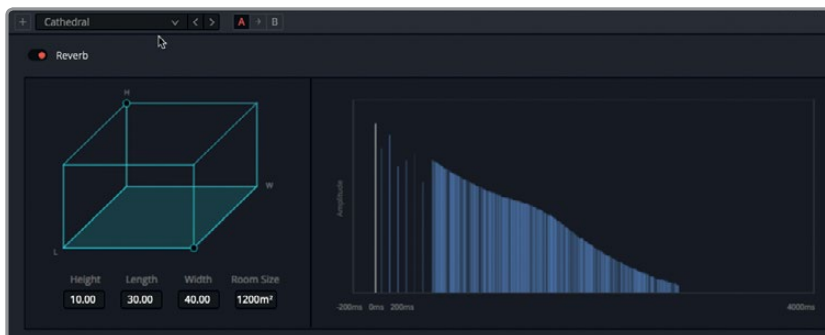 + Cathedral < > A B
Reverb
H
W
L
Height Length Width Room Size
10.00 30.00 40.00 1200m²
Amplitude
-200ms 0ms 200ms 4000ms